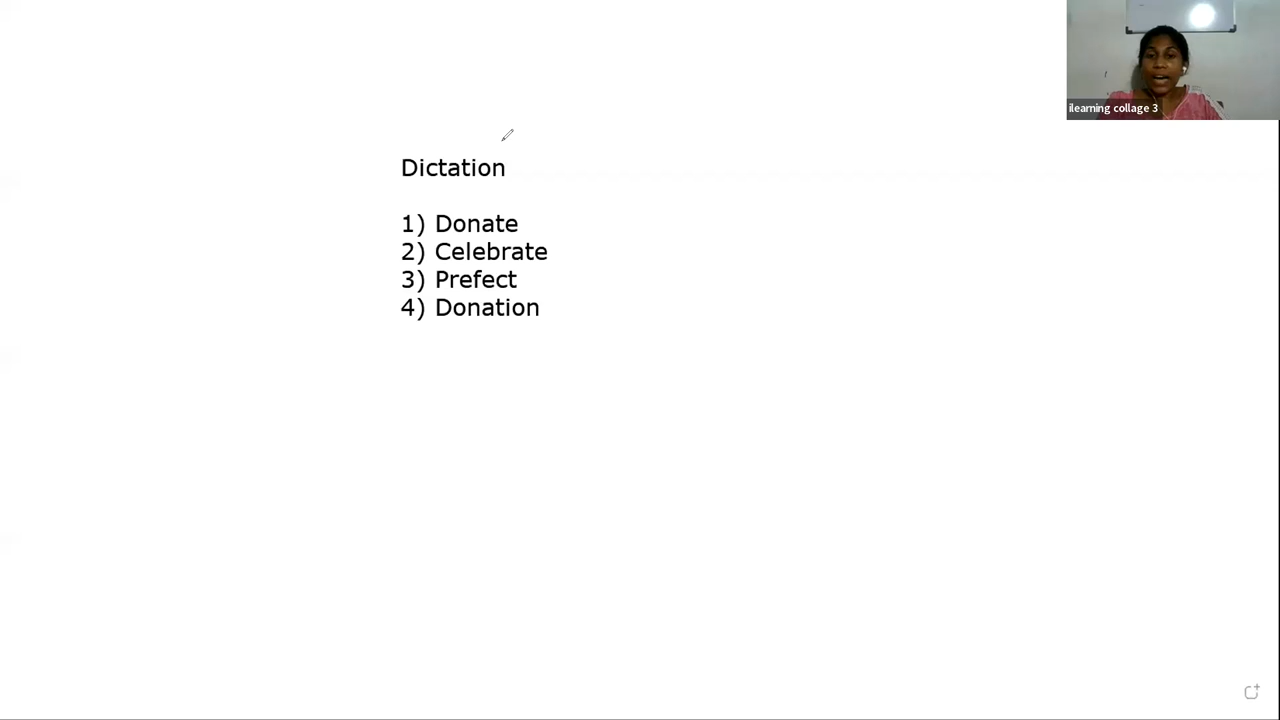 ilearning collage 3
Dictation
1) Donate
2) Celebrate
3) Prefect
4) Donation